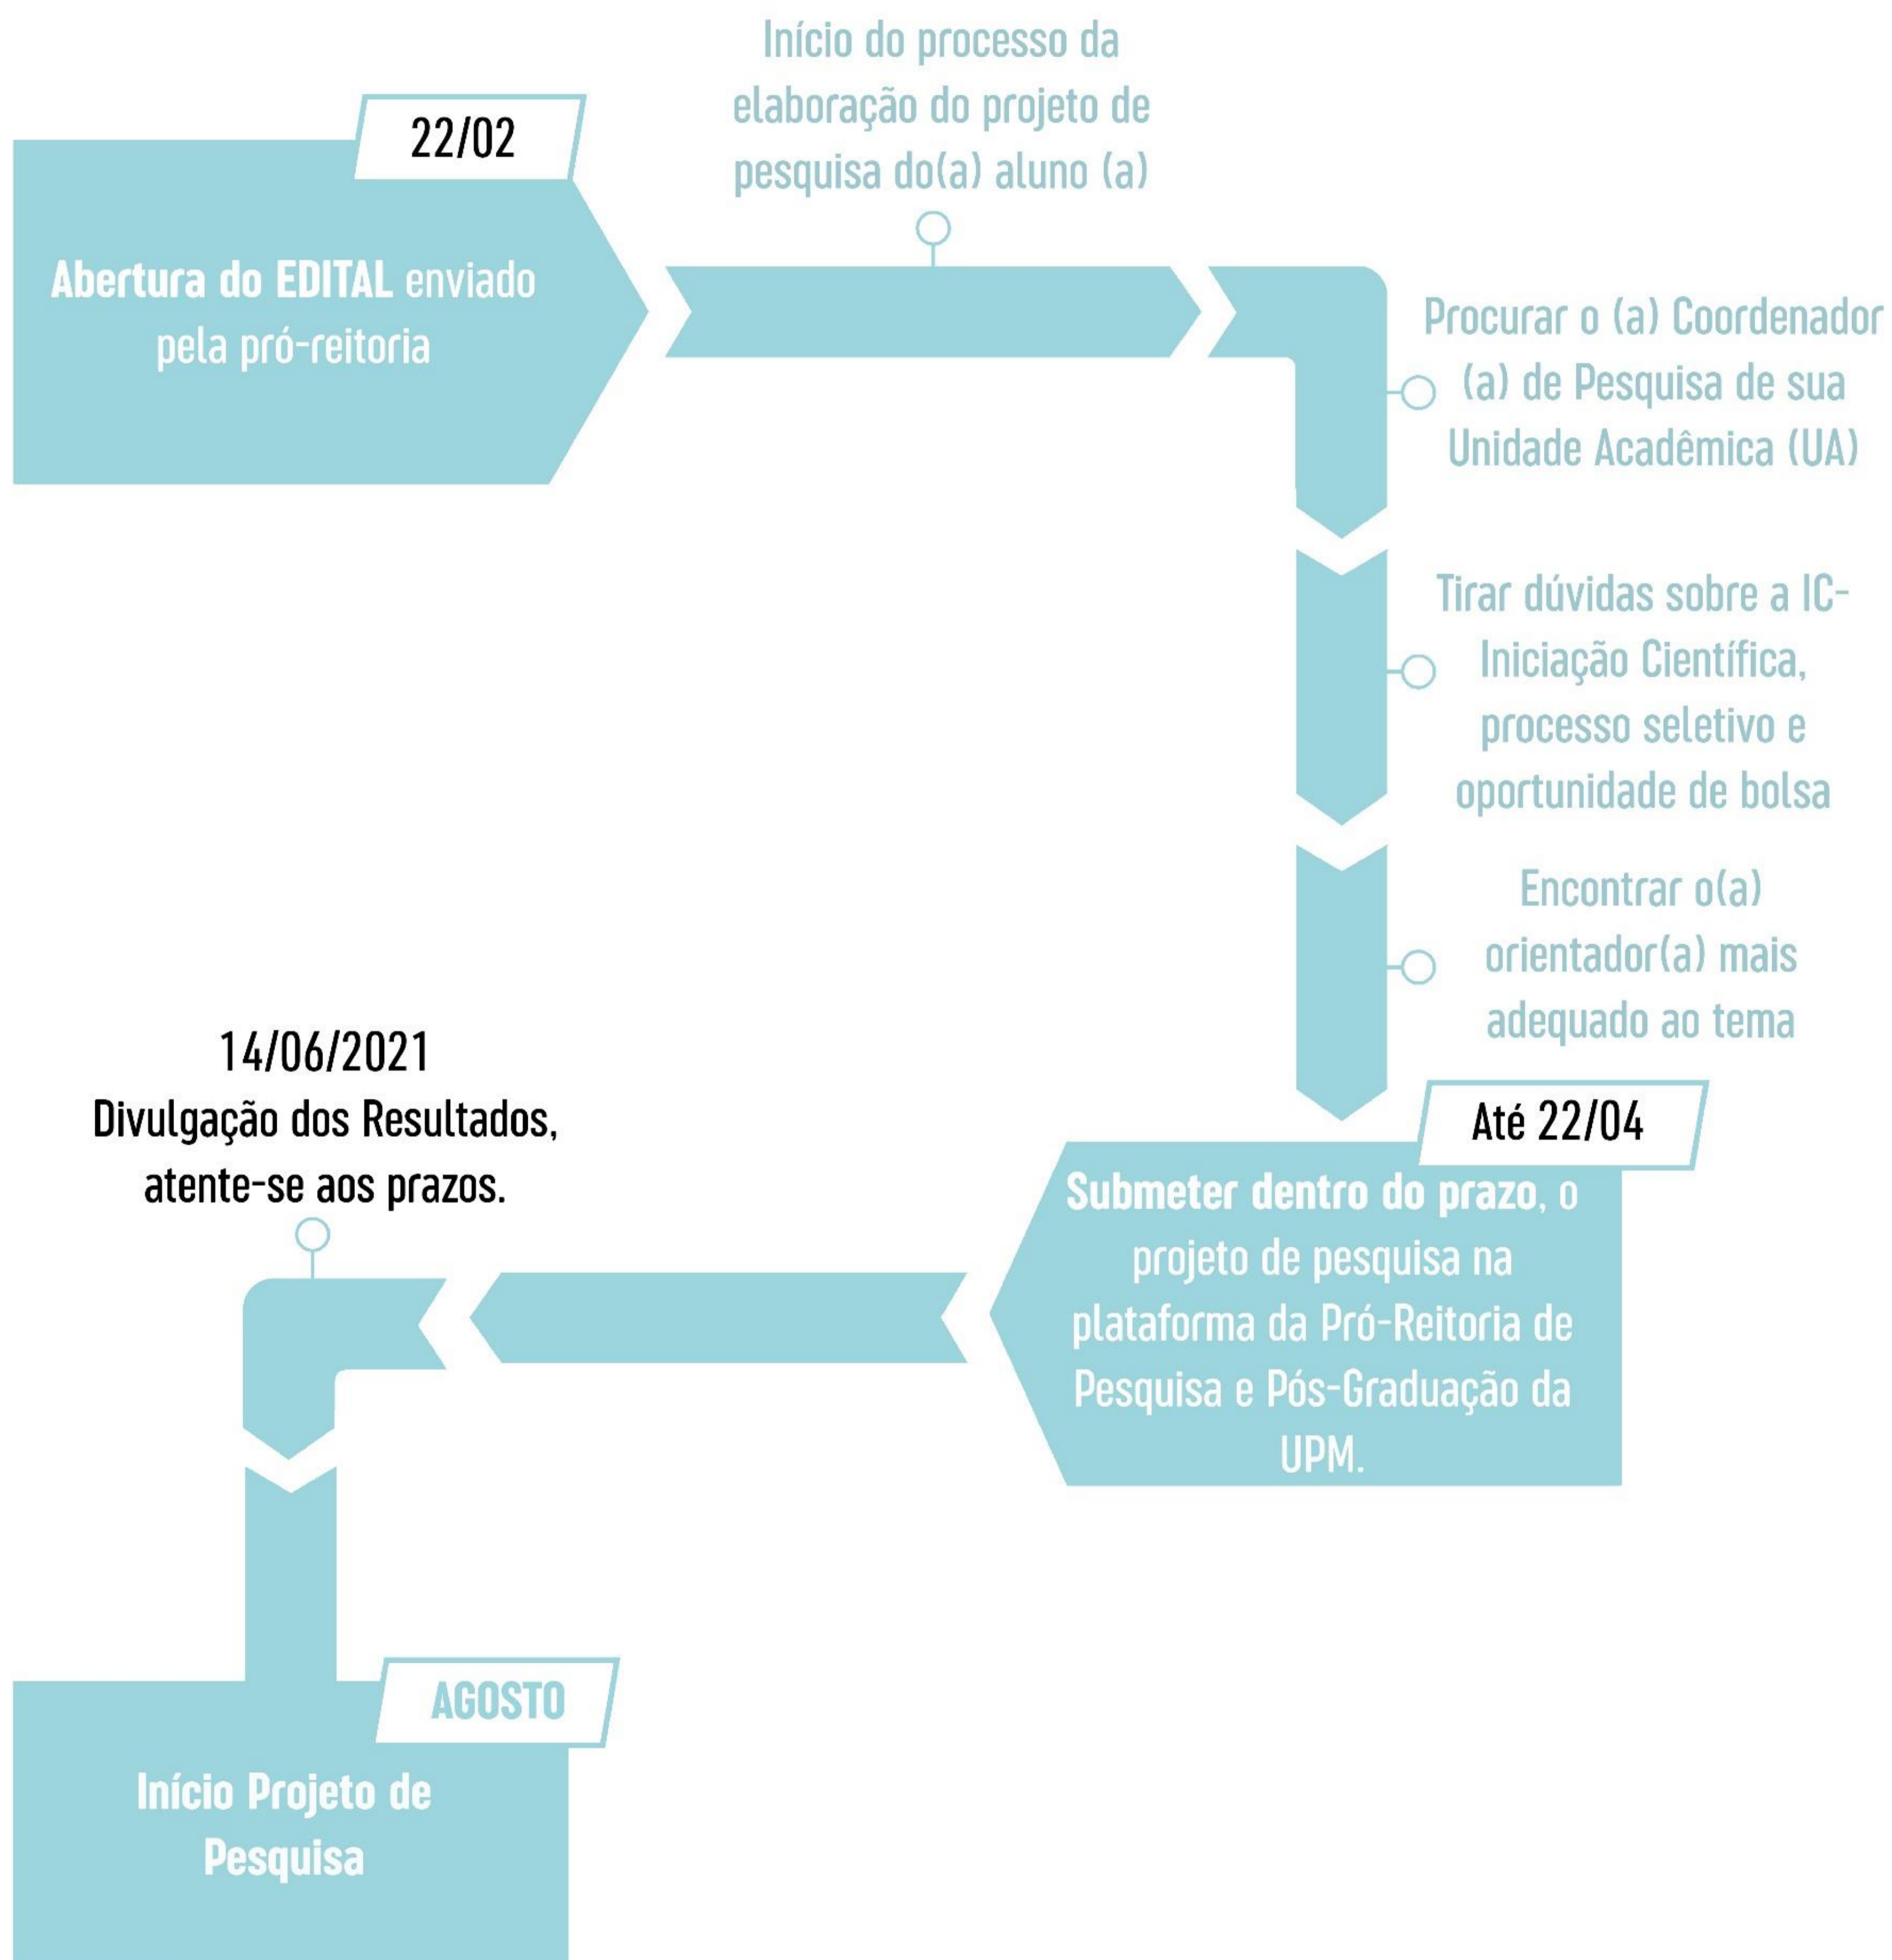 22/02
Abertura do EDITAL enviado
pela pró-reitoria
Início do processo da
elaboração do projeto de
pesquisa do(a) aluno (a)
Procurar o (a) Coordenador
(a) de Pesquisa de sua
Unidade Acadêmica (UA)
Tirar dúvidas sobre a IC-
Iniciação Científica,
processo seletivo e
oportunidade de bolsa
Encontrar o(a)
orientador(a) mais
adequado ao tema
Até 22/04
Submeter dentro do prazo, o
projeto de pesquisa na
plataforma da Pró-Reitoria de
Pesquisa e Pós-Graduação da
UPM.
14/06/2021
Divulgação dos Resultados,
atente-se aos prazos.
AGOSTO
Início Projeto de
Pesquisa